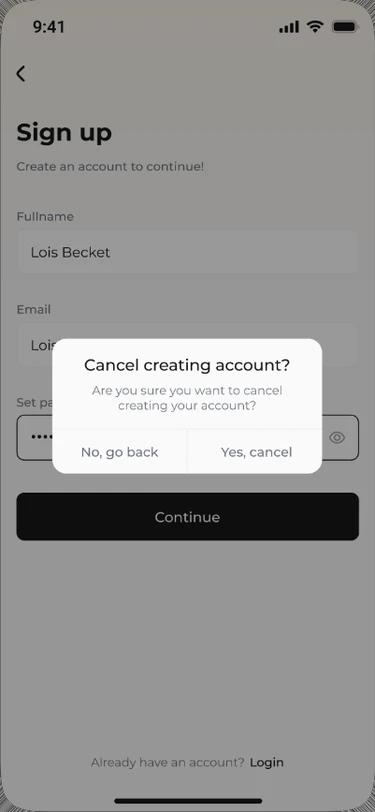 9:41
Sign up
Create an account to continue!
Fullname
Lois Becket
Email
Lois
Cancel creating account?
Are you sure you want to cancel
creating your account?
Set pa
No, go back
Yes, cancel
Continue
Already have an account? Login